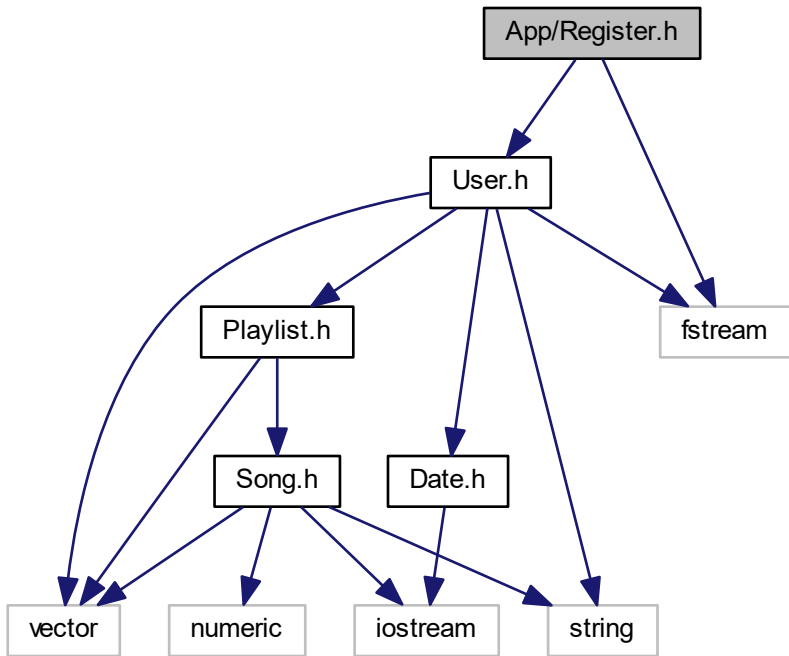 App/Register.h
User.h
Playlist.h
fstream
Song.h
Date.h
vector
numeric
iostream
string